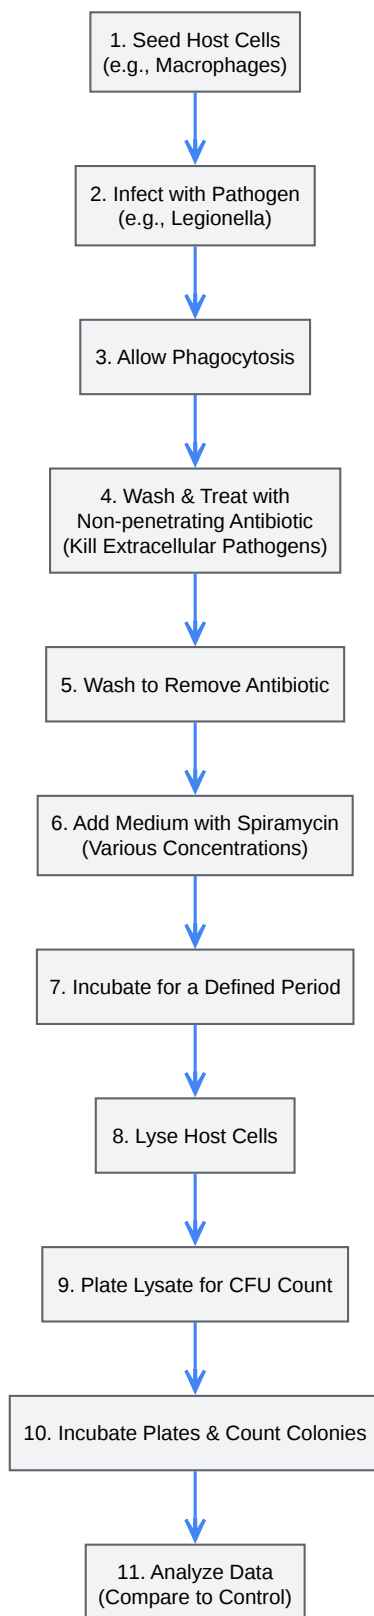 1. Seed Host Cells
(e.g., Macrophages)
2. Infect with Pathogen
(e.g., Legionella)
3. Allow Phagocytosis
4. Wash & Treat with
Non-penetrating Antibiotic
(Kill Extracellular Pathogens)
5. Wash to Remove Antibiotic
6. Add Medium with Spiramycin
(Various Concentrations)
7. Incubate for a Defined Period
8. Lyse Host Cells
9. Plate Lysate for CFU Count
10. Incubate Plates & Count Colonies
11. Analyze Data
(Compare to Control)